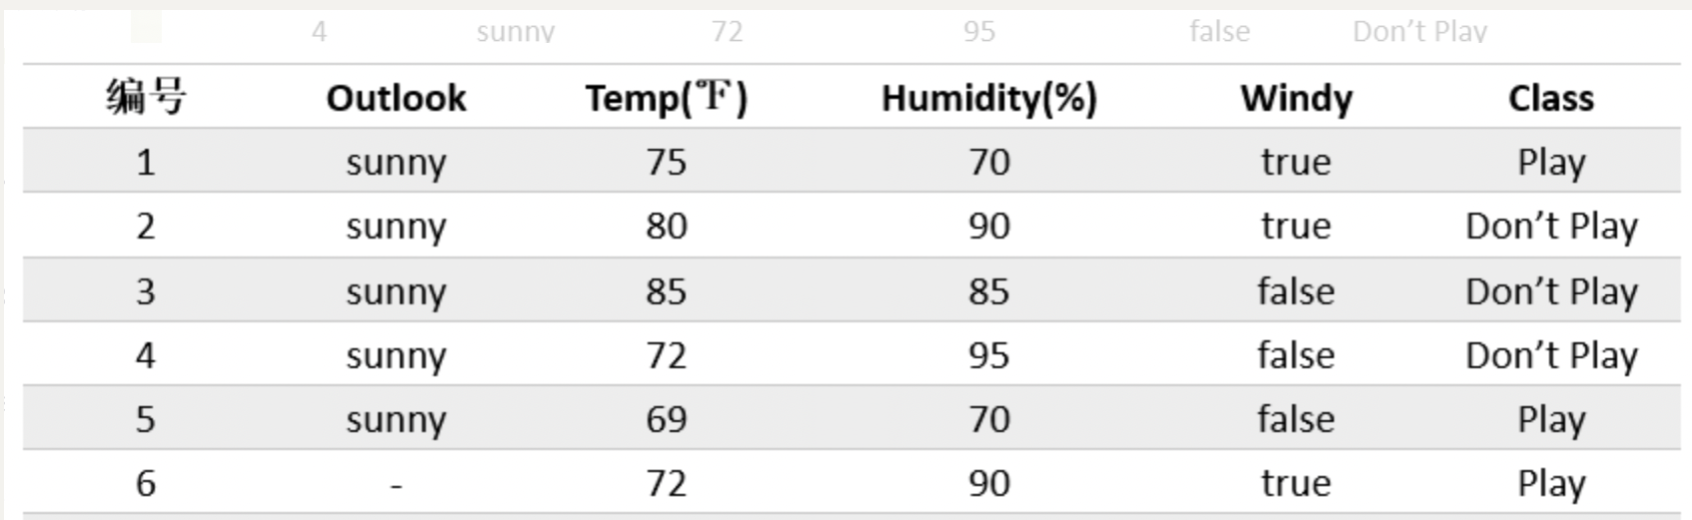 4 sunny 72 95 false Don’t Play
编号 Outlook Temp(℉) Humidity(%) Windy Class
1 sunny 75 70 true Play
2 sunny 80 90 true Don’t Play
3 sunny 85 85 false Don’t Play
4 sunny 72 95 false Don’t Play
5 sunny 69 70 false Play
6 - 72 90 true Play